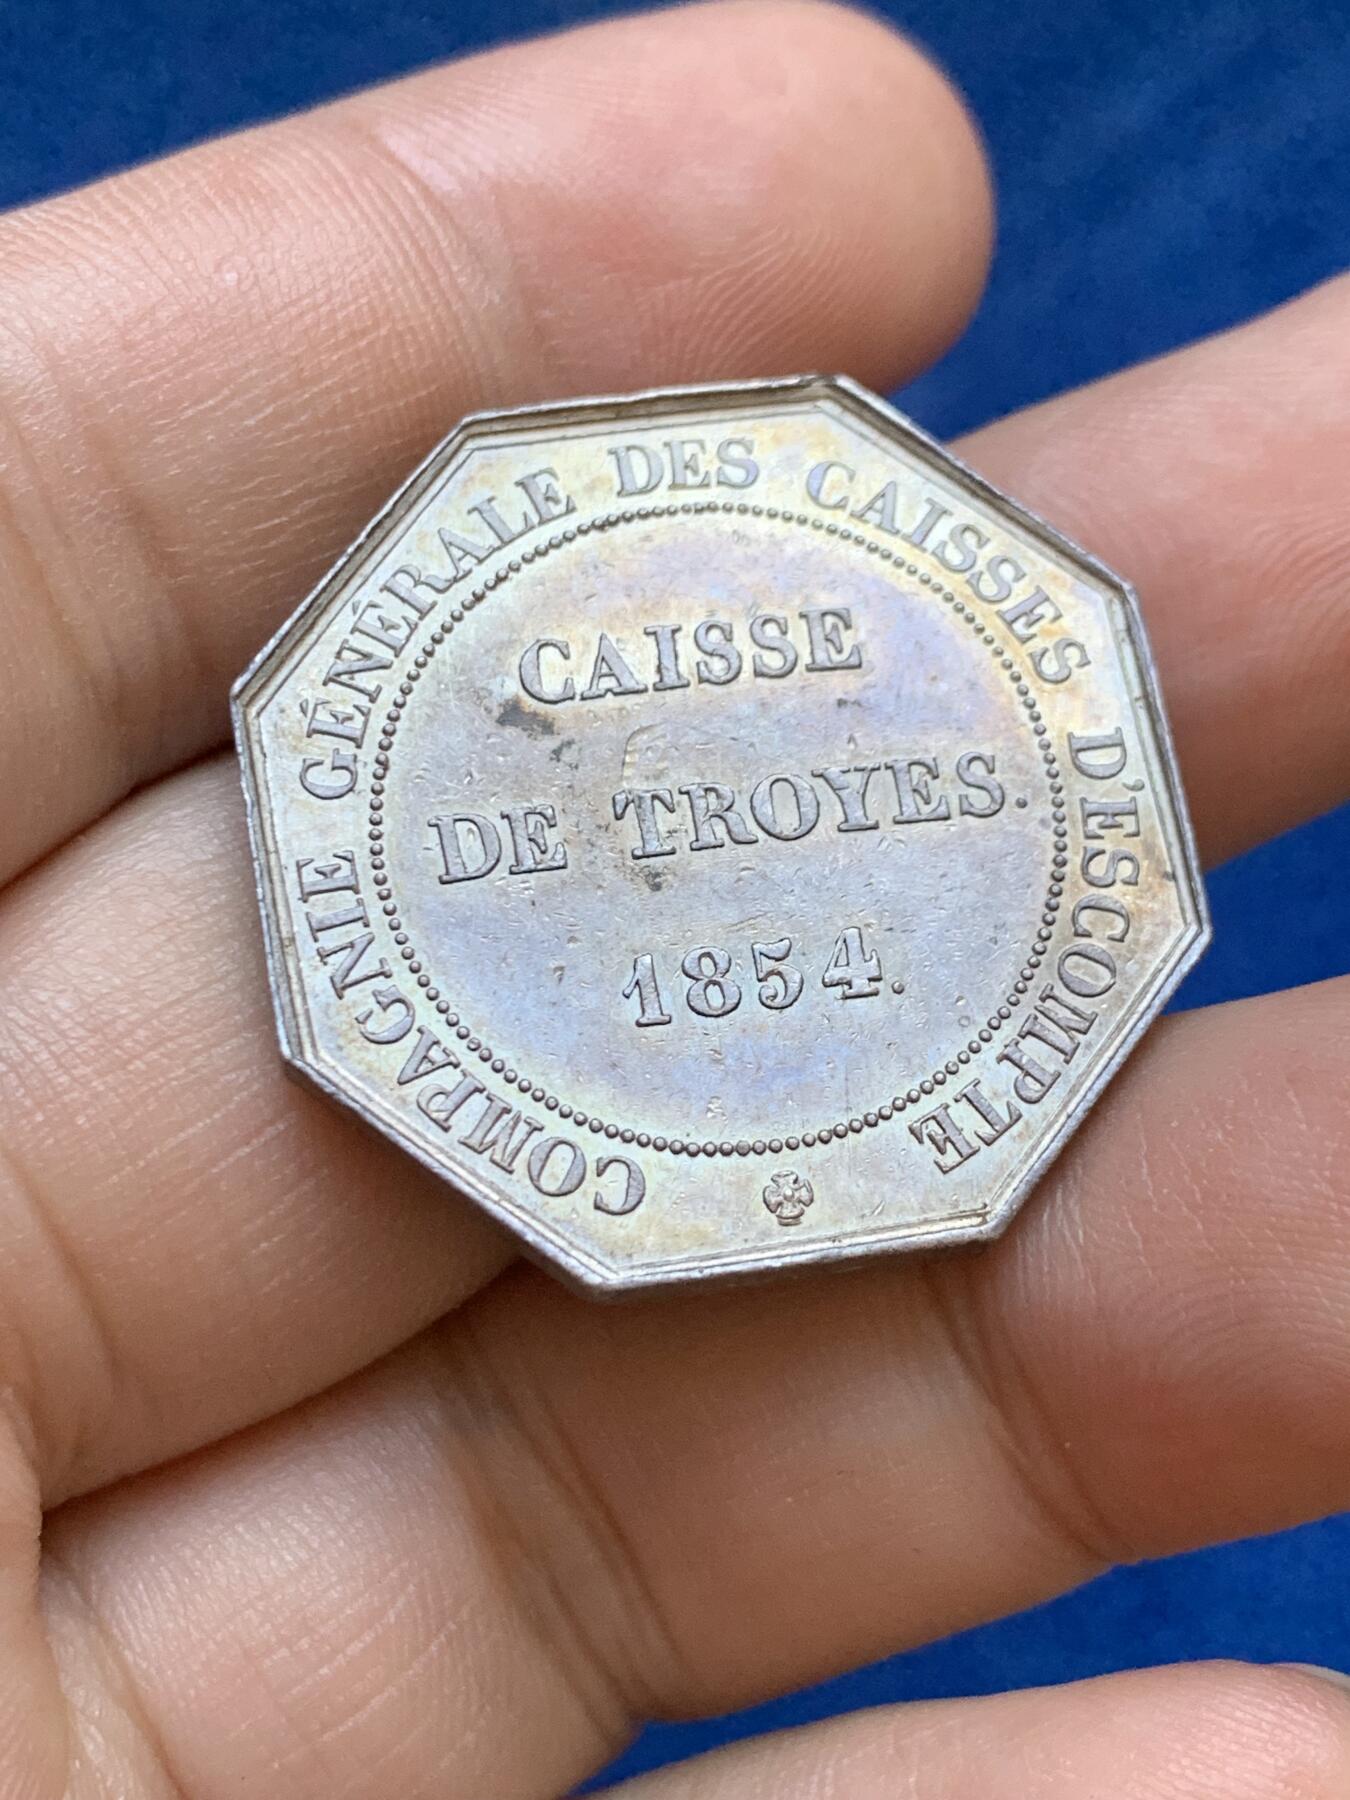 COMPAGNIE GÉNÉRALE DES CAISSES D'ESCOMPTE
CAISSE
DE TROYES.
1854.